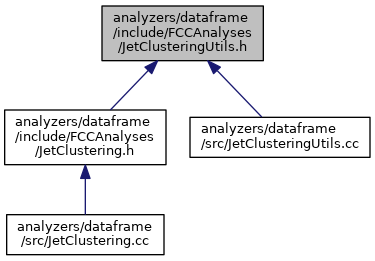 analyzers/dataframe
/include/FCCAnalyses
/JetClusteringUtils.h
analyzers/dataframe
/include/FCCAnalyses
/JetClustering.h
analyzers/dataframe
/src/JetClusteringUtils.cc
analyzers/dataframe
/src/JetClustering.cc